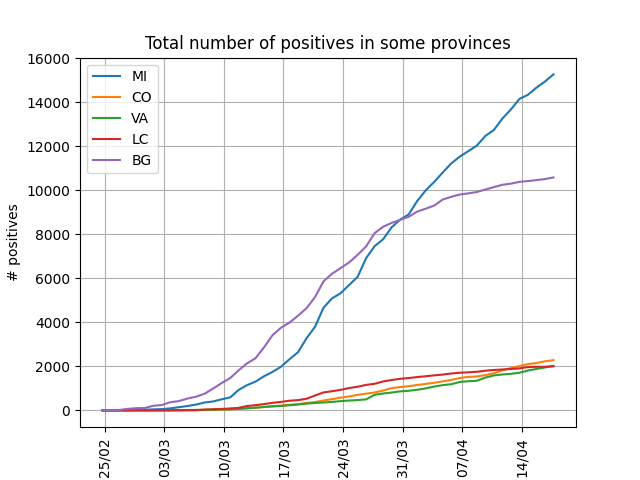 Total number of positives in some provinces
# positives
16000
14000
12000
10000
8000
6000
4000
2000
0
MI
CO
VA
LC
BG
25/02
03/03
10/03
17/03
24/03
31/03
07/04
14/04